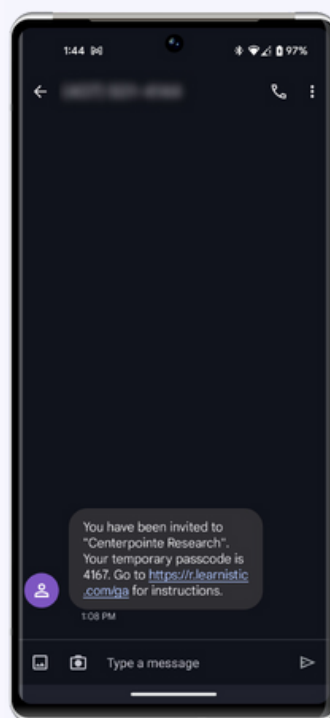 1:44
97%
You have been invited to
"Centerpointe Research".
Your temporary passcode is
4167. Go to https://r.learnistic
.com/ga for instructions.
1:08 PM
Type a message